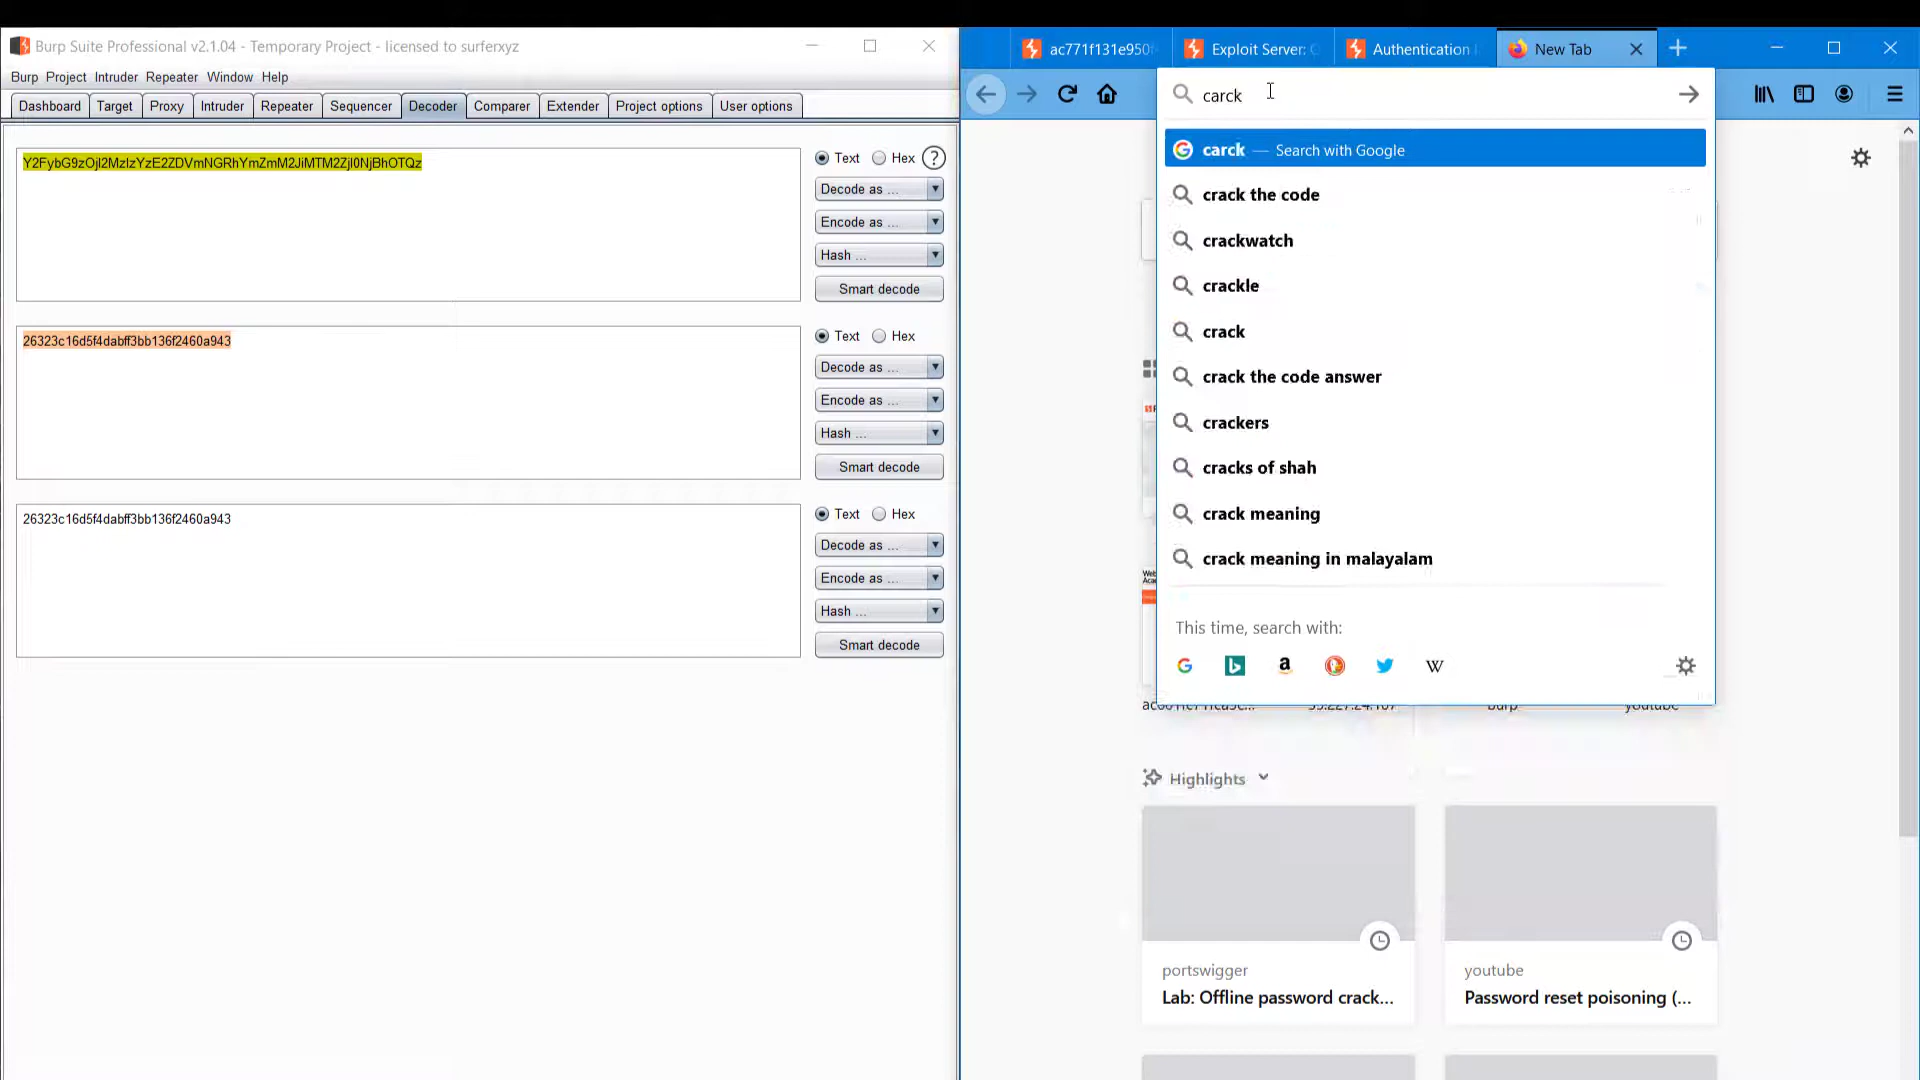 Burp Suite Professional v2.1.04 - Temporary Project - licensed to surferxyz
Burp Project Intruder Repeater Window Help
Dashboard Target Proxy Intruder Repeater Sequencer Decoder Comparer Extender Project options User options
Text Hex ?
Decode as ...
Encode as ...
Hash ...
Smart decode
26323c16d5f4dabff3bb136f2460a943
Text Hex
Decode as ...
Encode as ...
Hash ...
Smart decode
26323c16d5f4dabff3bb136f2460a943
Text Hex
Decode as ...
Encode as ...
Hash ...
Smart decode
ac771f131e950
Exploit Server:
Authentication
New Tab
carck
carck — Search with Google
crack the code
crackwatch
crackle
crack
crack the code answer
crackers
cracks of shah
crack meaning
crack meaning in malayalam
This time, search with:
burp
youtube
Highlights
portswigger
Lab: Offline password crack...
youtube
Password reset poisoning (...